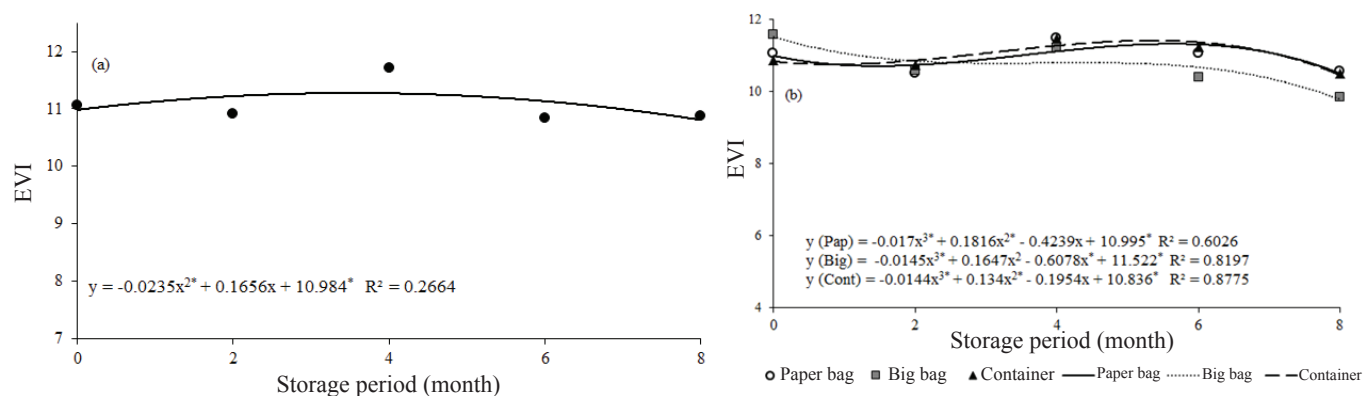 12
(a)
11
10
EVI
9
8
y = -0.0235x²* + 0.1656x + 10.984* R² = 0.2664
7
0 2 4 6 8
Storage period (month)
12
10
(b)
8
EVI
6
y (Pap) = -0.017x³* + 0.1816x²* - 0.4239x + 10.995* R² = 0.6026
y (Big) = -0.0145x³* + 0.1647x² - 0.6078x* + 11.522* R² = 0.8197
y (Cont) = -0.0144x³* + 0.134x²* - 0.1954x + 10.836* R² = 0.8775
4
0 2 4 6 8
Storage period (month)
Paper bag Big bag Container Paper bag Big bag Container